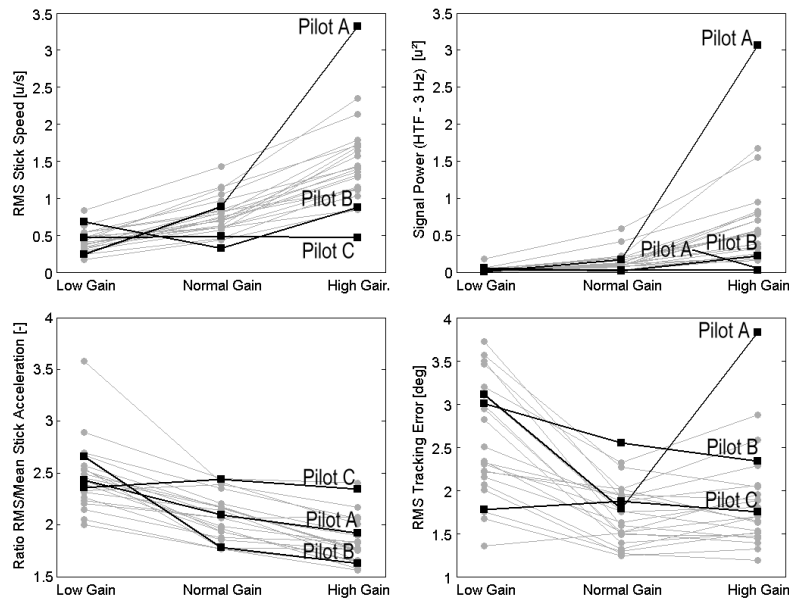 RMS Stick Speed [u/s]
3.5
3
2.5
2
1.5
1
0.5
0
Pilot A
Pilot B
Pilot C
Low Gain
Normal Gain
High Gair.
Signal Power (HTF - 3 Hz) [u²]
3.5
3
2.5
2
1.5
1
0.5
0
Pilot A
Pilot A
Pilot B
Low Gain
Normal Gain
High Gain
Ratio RMS/Mean Stick Acceleration [-]
4
3.5
3
2.5
2
1.5
Pilot C
Pilot A
Pilot B
Low Gain
Normal Gain
High Gain
RMS Tracking Error [deg]
4
3.5
3
2.5
2
1.5
1
Pilot A
Pilot B
Pilot C
Low Gain
Normal Gain
High Gain